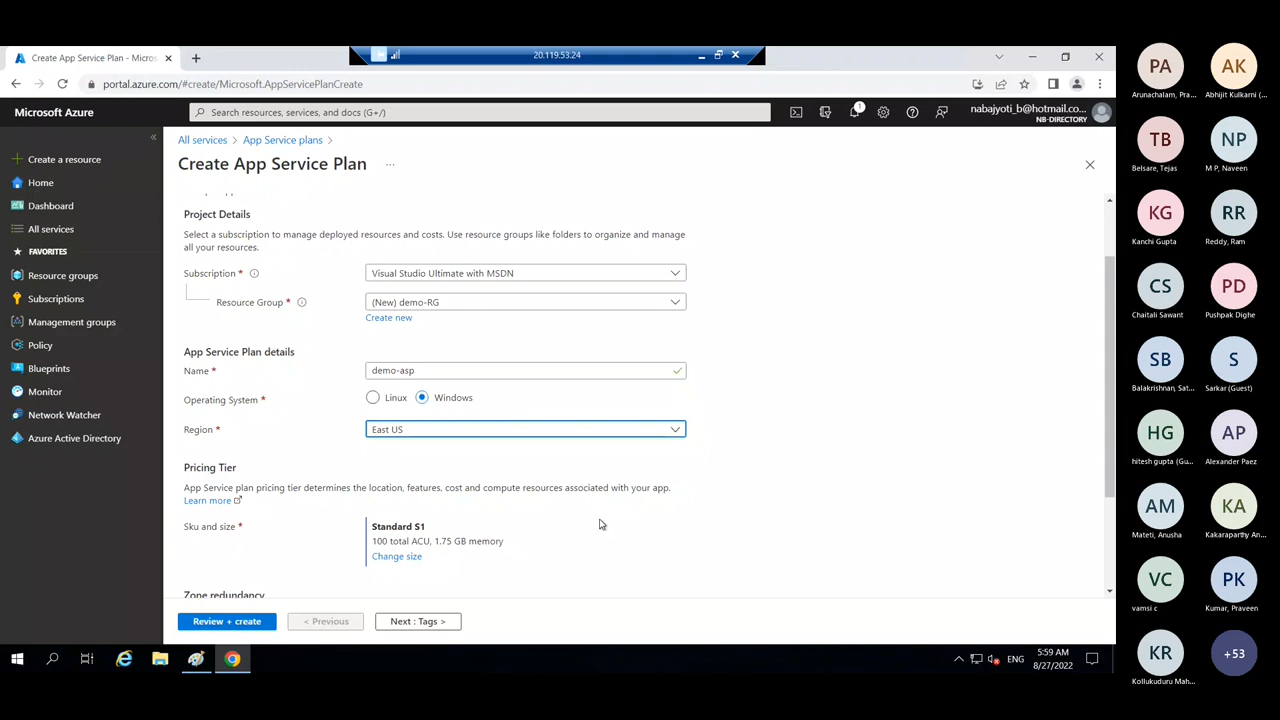 Create App Service Plan - Micros
20.119.53.24
portal.azure.com/#create/Microsoft.AppServicePlanCreate
Microsoft Azure
Search resources, services, and docs (G+/)
1
nabajyoti_b@hotmail.co...
NB-DIRECTORY
Create a resource
Home
Dashboard
All services
FAVORITES
Resource groups
Subscriptions
Management groups
Policy
Blueprints
Monitor
Network Watcher
Azure Active Directory
All services > App Service plans >
Create App Service Plan ...
Project Details
Select a subscription to manage deployed resources and costs. Use resource groups like folders to organize and manage
all your resources.
Subscription *
Visual Studio Ultimate with MSDN
Resource Group *
(New) demo-RG
Create new
App Service Plan details
Name *
demo-asp
Operating System *
Linux Windows
Region *
East US
Pricing Tier
App Service plan pricing tier determines the location, features, cost and compute resources associated with your app.
Learn more
Sku and size *
Standard S1
100 total ACU, 1.75 GB memory
Change size
Zone redundancy
Review + create
< Previous
Next : Tags >
ENG
5:59 AM
8/27/2022
PA
Arunachalam, Pra...
AK
Abhijit Kulkarni (...
TB
Belsare, Tejas
NP
M P, Naveen
KG
Kanchi Gupta
RR
Reddy, Ram
CS
Chaitali Sawant
PD
Pushpak Dighe
SB
Balakrishnan, Sat...
S
Sarkar (Guest)
HG
hitesh gupta (Gu...
AP
Alexander Paez
AM
Mateti, Anusha
KA
Kakaraparthy An...
VC
vamsi c
PK
Kumar, Praveen
KR
Kollukuduru Mah...
+53